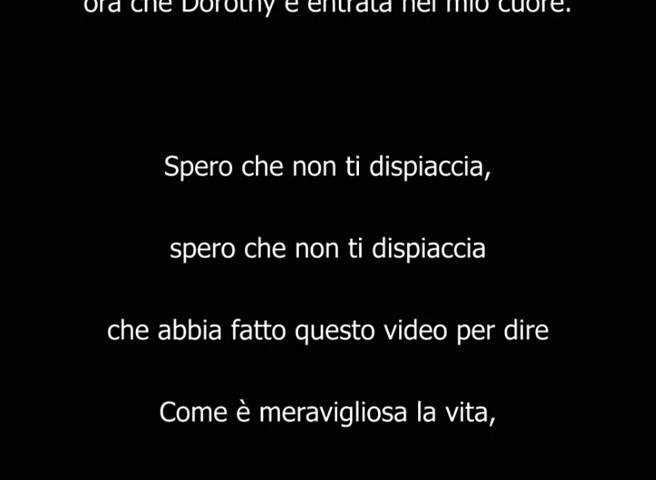 ora che Dorothy è entrata nel mio cuore.
Spero che non ti dispiaccia,
spero che non ti dispiaccia
che abbia fatto questo video per dire
Come è meravigliosa la vita,